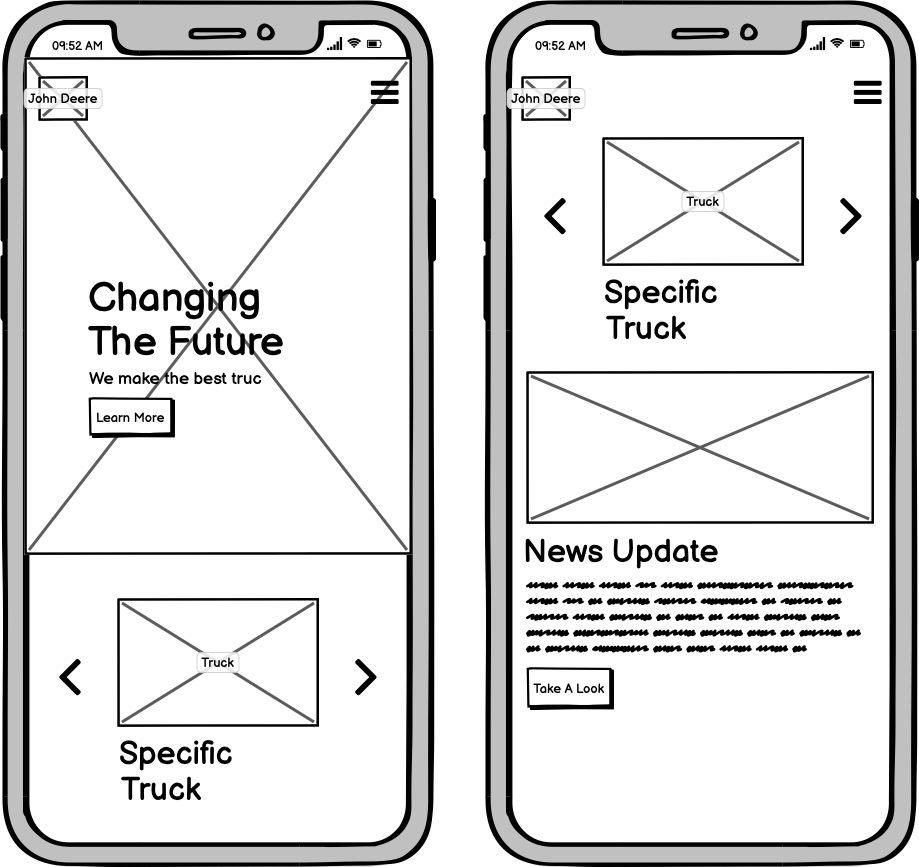 09:52 AM
John Deere
Changing
The Future
We make the best truc
Learn More
Truck
Specific
Truck
09:52 AM
John Deere
Truck
Specific
Truck
News Update
Take A Look